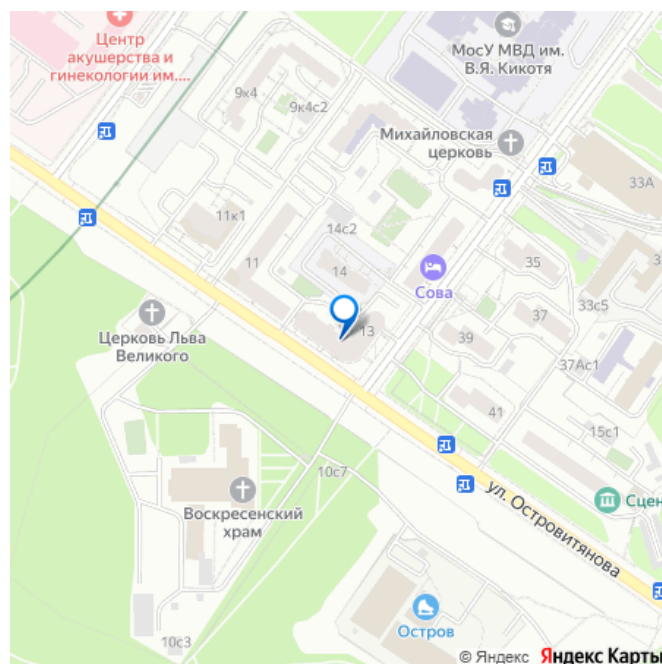 Центр
акушерства и
гинекологии им....
МосУ МВД им.
В.Я. Кикотя
9к4
9к4с2
Михайловская
церковь
33А
11к1
14с2
11
14
35
Сова
33с5
13
37
39
Церковь Льва
Великого
37Ас1
41
15с1
10с7
ул. Островитянова
Сцен
Воскресенский
храм
Остров
10с3
© Яндекс Яндекс Карты